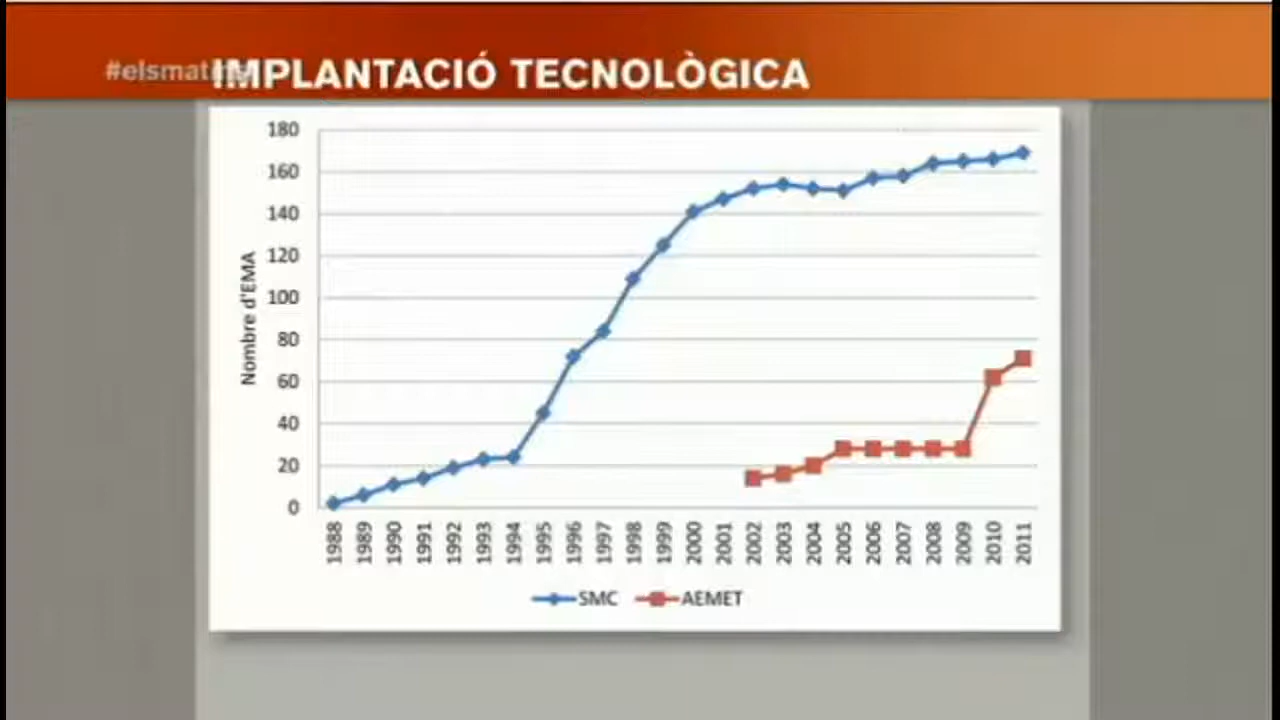 #elsmatins
IMPLANTACIÓ TECNOLÒGICA
180
160
140
120
100
80
60
40
20
0
Nombre d'EMA
1988 1989 1990 1991 1992 1993 1994 1995 1996 1997 1998 1999 2000 2001 2002 2003 2004 2005 2006 2007 2008 2009 2010 2011
SMC AEMET